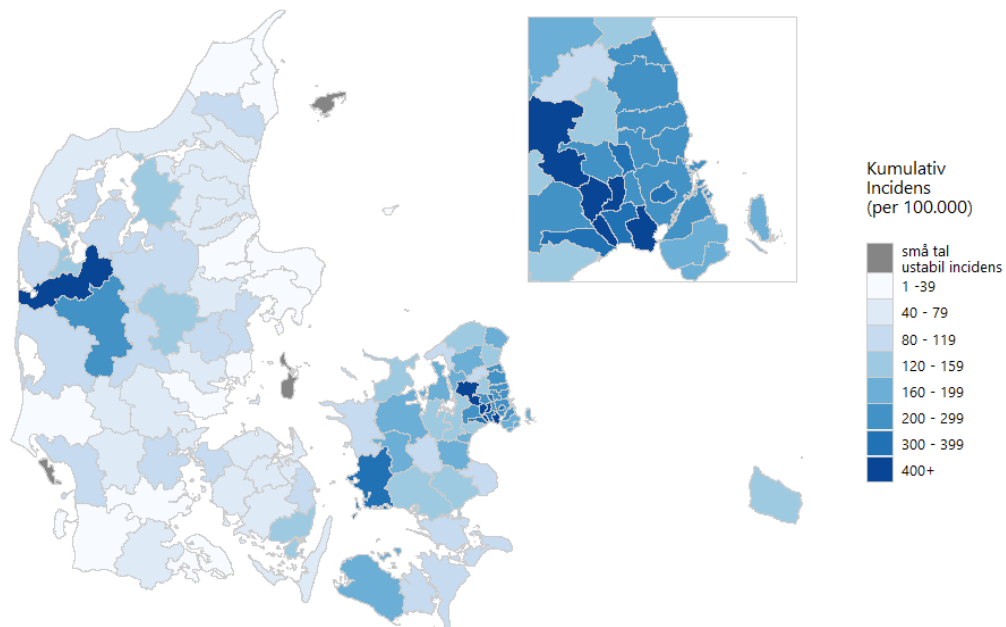 Kumulativ
Incidens
(per 100.000)
små tal
ustabil incidens
1 -39
40 - 79
80 - 119
120 - 159
160 - 199
200 - 299
300 - 399
400+